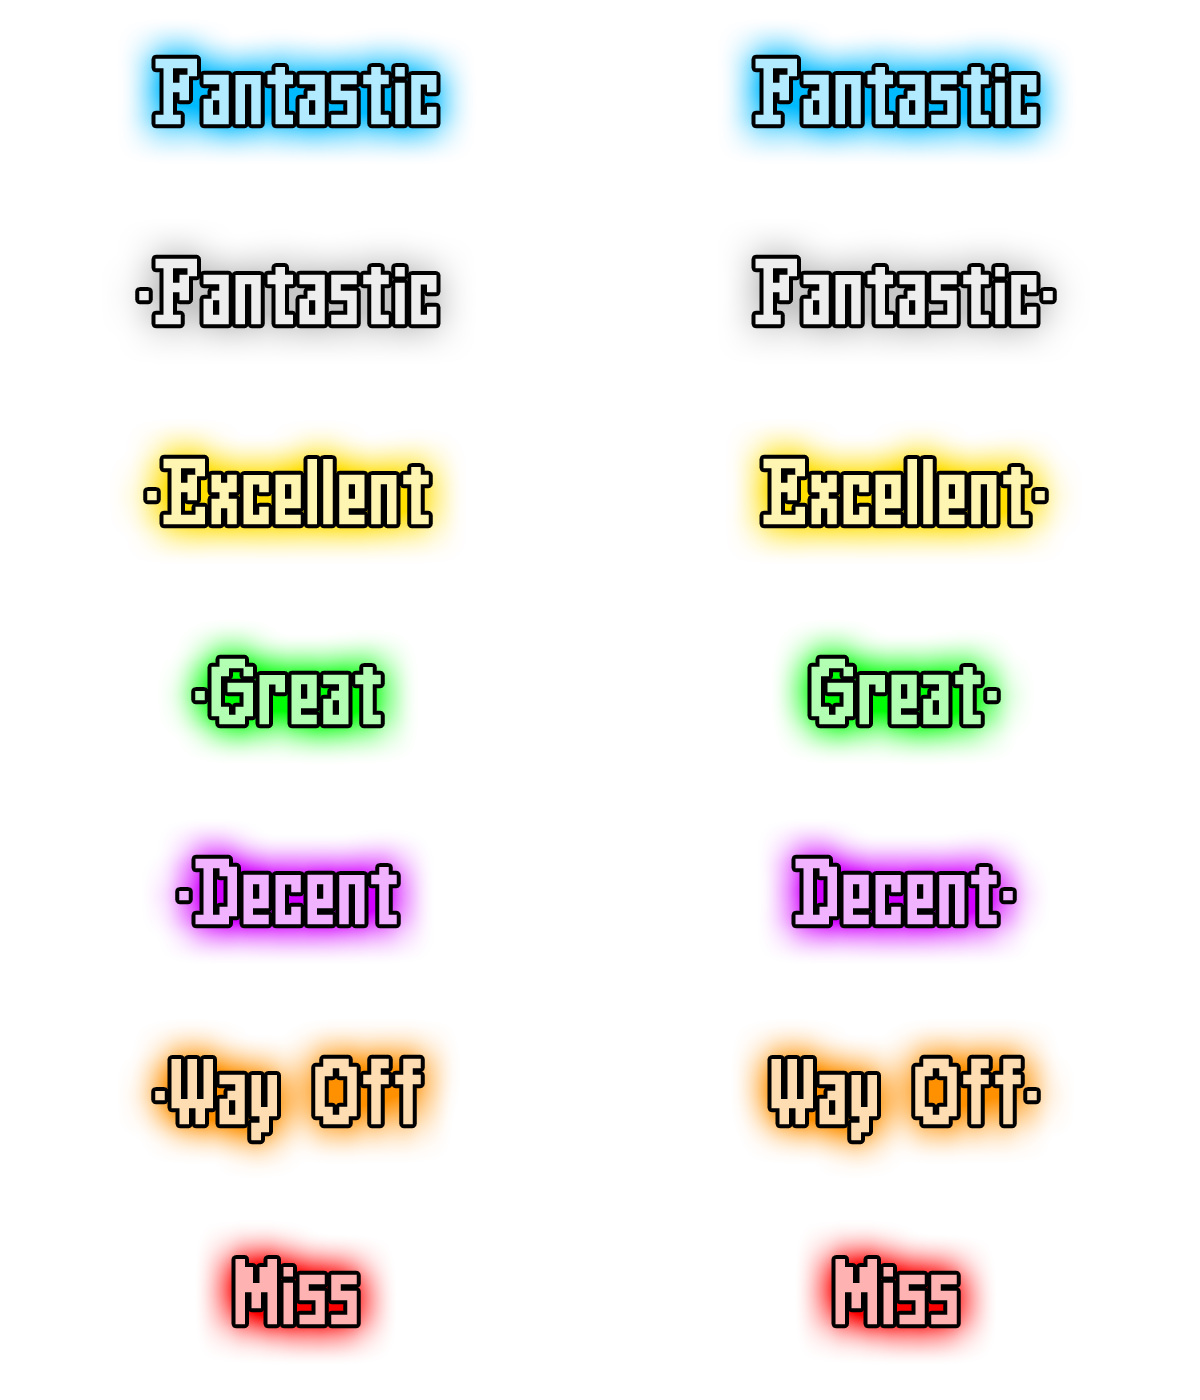 Fantastic Fantastic
·Fantastic Fantastic·
·Excellent Excellent·
·Great Great·
·Decent Decent·
·Way Off Way Off·
Miss Miss